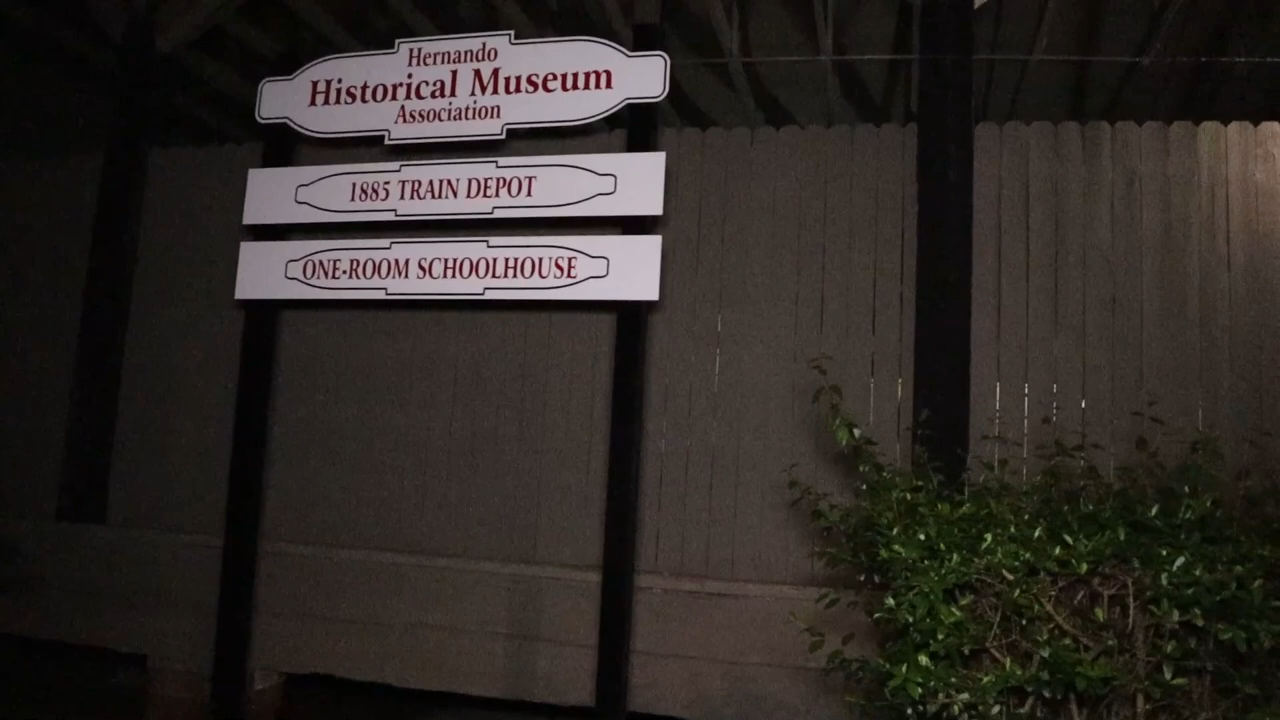 Hernando
Historical Museum
Association
1885 TRAIN DEPOT
ONE-ROOM SCHOOLHOUSE